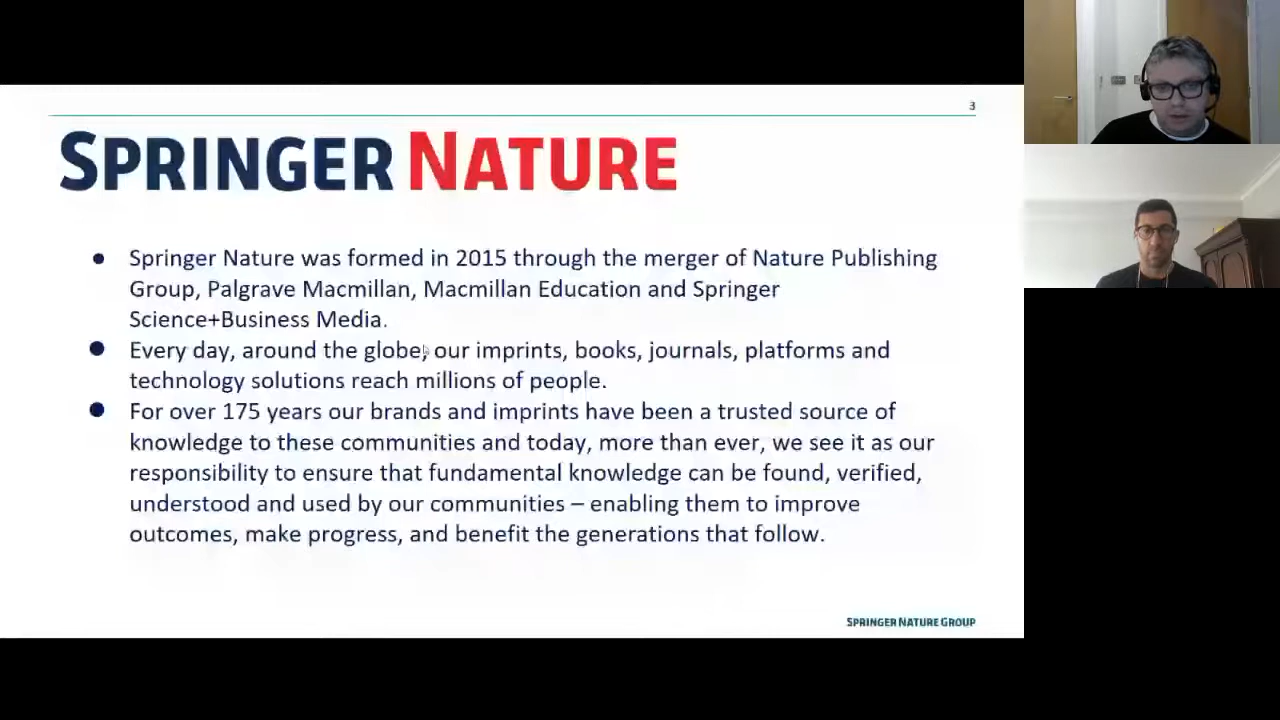 3
SPRINGER NATURE
● Springer Nature was formed in 2015 through the merger of Nature Publishing
Group, Palgrave Macmillan, Macmillan Education and Springer
Science+Business Media.
● Every day, around the globe, our imprints, books, journals, platforms and
technology solutions reach millions of people.
● For over 175 years our brands and imprints have been a trusted source of
knowledge to these communities and today, more than ever, we see it as our
responsibility to ensure that fundamental knowledge can be found, verified,
understood and used by our communities – enabling them to improve
outcomes, make progress, and benefit the generations that follow.
SPRINGER NATURE GROUP